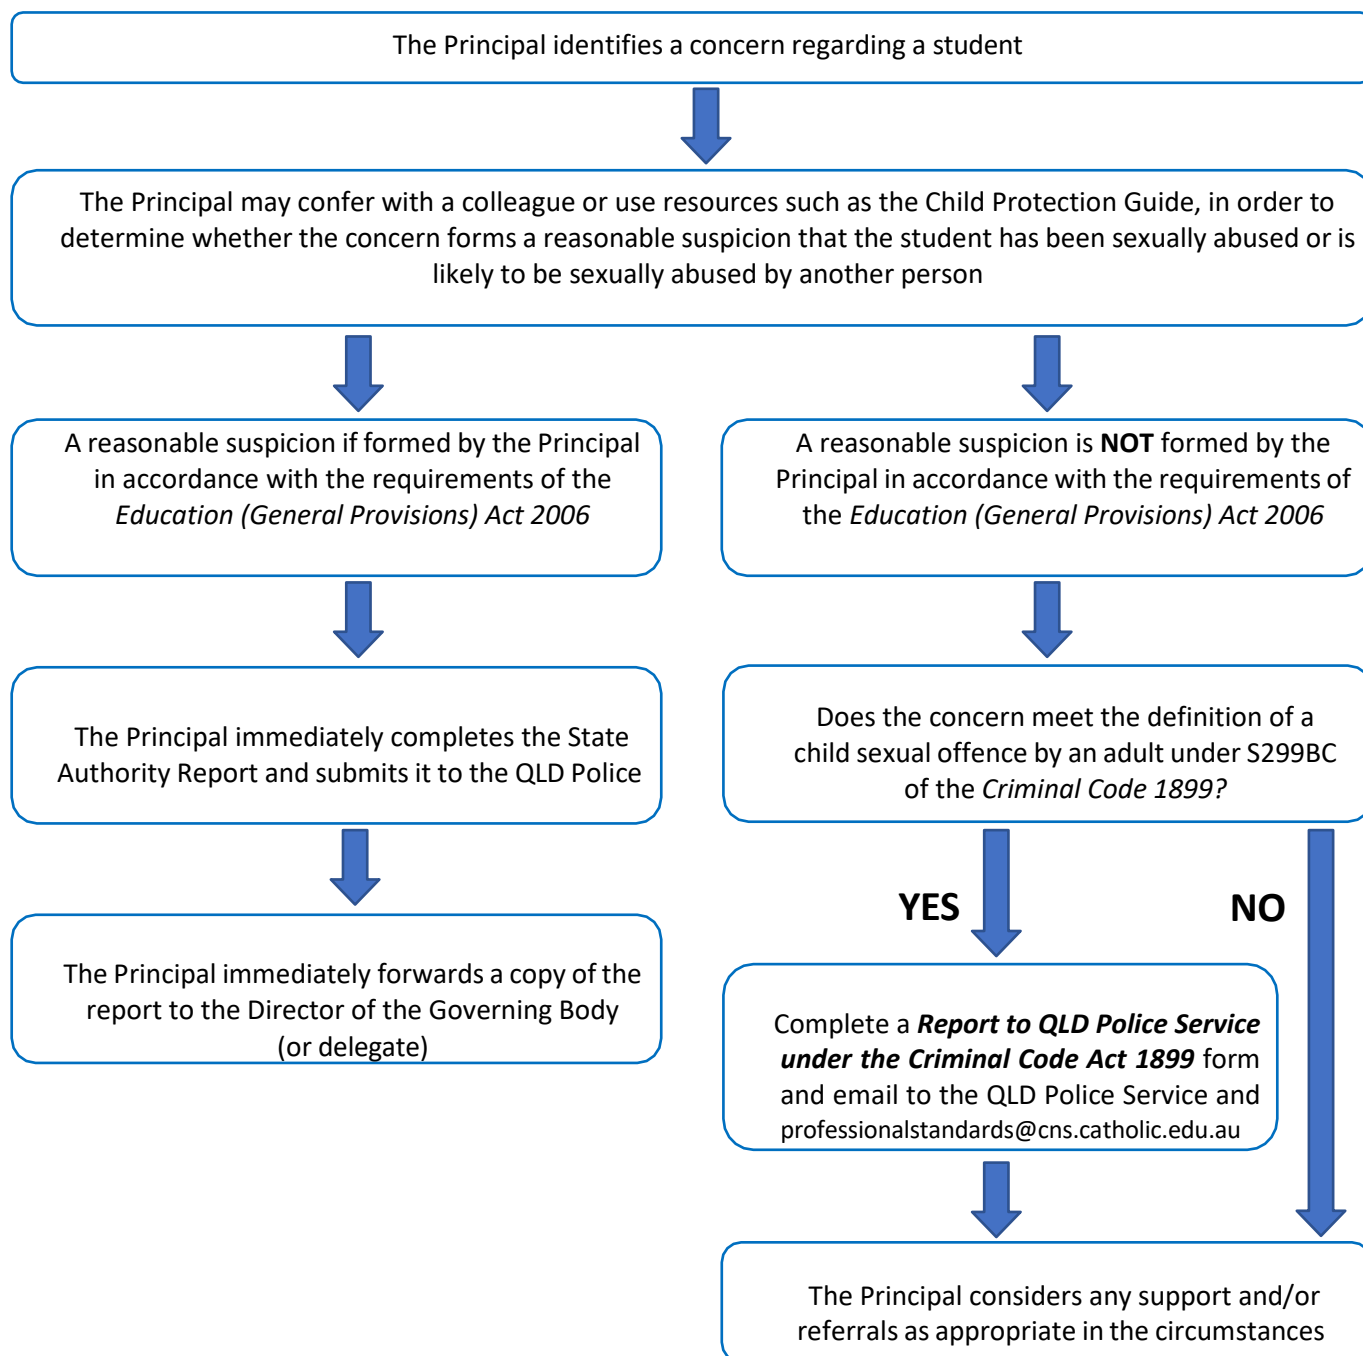 The Principal identifies a concern regarding a student
The Principal may confer with a colleague or use resources such as the Child Protection Guide, in order to
determine whether the concern forms a reasonable suspicion that the student has been sexually abused or is
likely to be sexually abused by another person
A reasonable suspicion if formed by the Principal
in accordance with the requirements of the
Education (General Provisions) Act 2006
A reasonable suspicion is NOT formed by the
Principal in accordance with the requirements of
the Education (General Provisions) Act 2006
The Principal immediately completes the State
Authority Report and submits it to the QLD Police
Does the concern meet the definition of a
child sexual offence by an adult under S299BC
of the Criminal Code 1899?
YES
NO
The Principal immediately forwards a copy of the
report to the Director of the Governing Body
(or delegate)
Complete a Report to QLD Police Service
under the Criminal Code Act 1899 form
and email to the QLD Police Service and
professionalstandards@cns.catholic.edu.au
The Principal considers any support and/or
referrals as appropriate in the circumstances